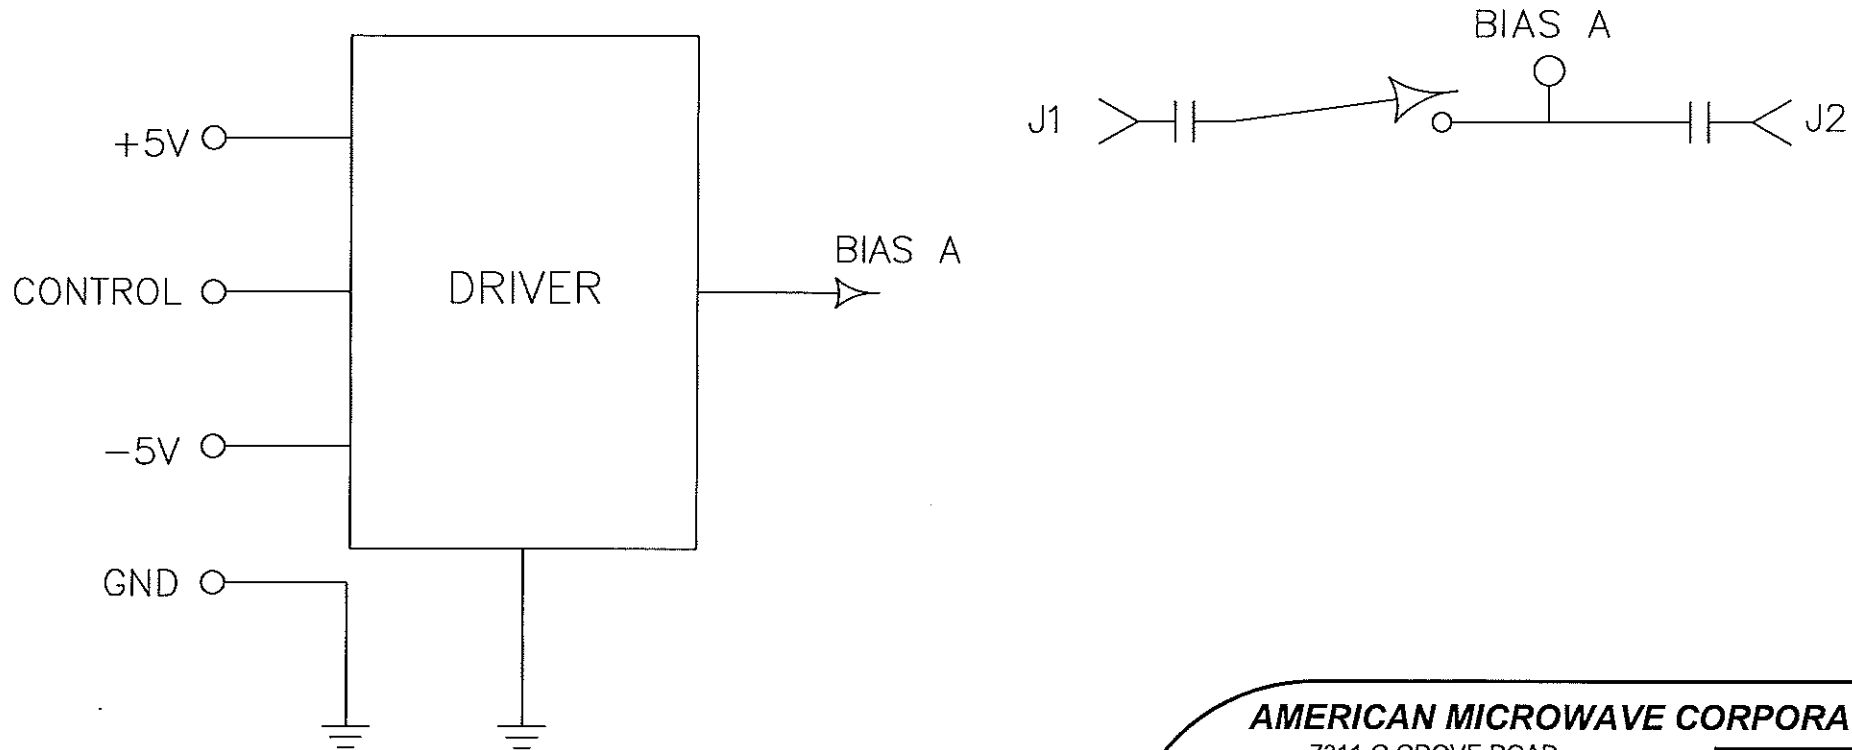 BIAS A
J1
J2
+5V
BIAS A
CONTROL
DRIVER
-5V
GND
AMERICAN MICROWAVE CORPORA